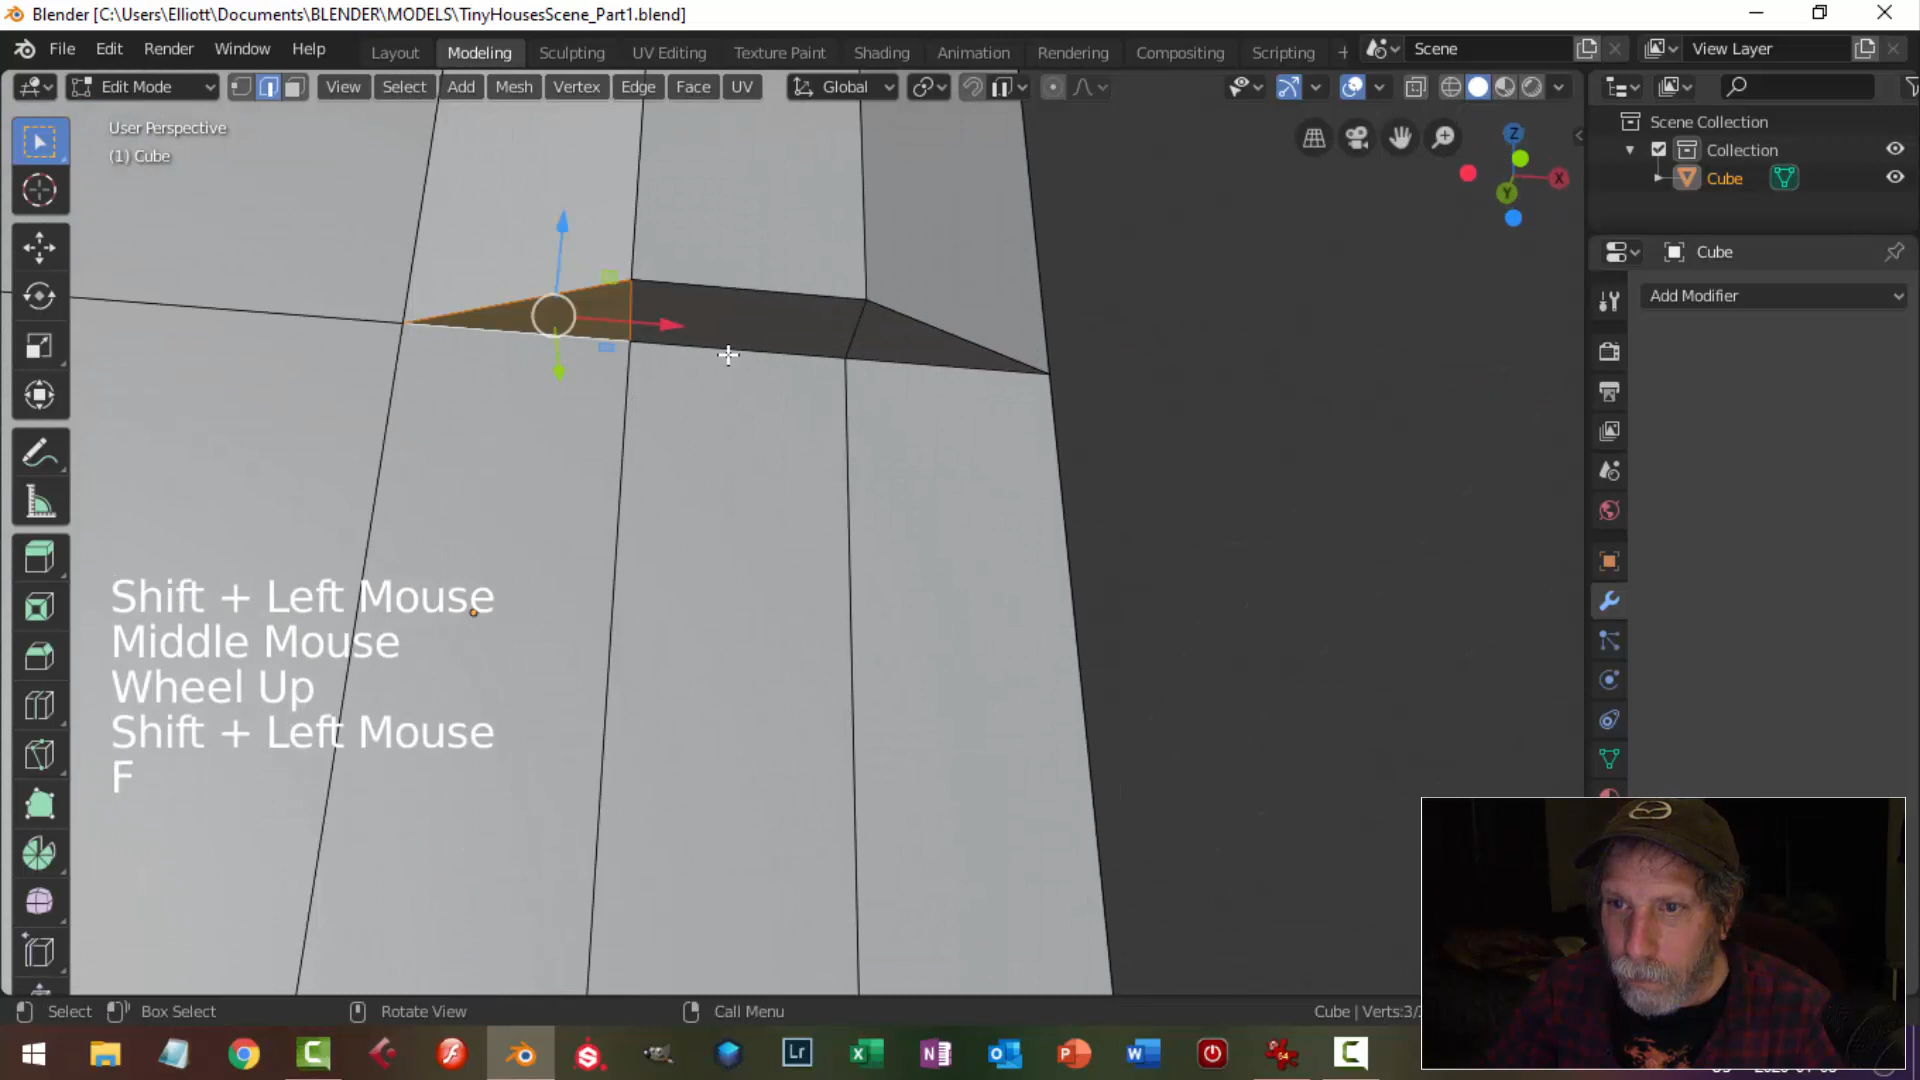 Blender [C:\Users\Elliott\Documents\BLENDER\MODELS\TinyHousesScene_Part1.blend]
File Edit Render Window Help Layout Modeling Sculpting UV Editing Texture Paint Shading Animation Rendering Compositing Scripting + Scene View Layer
Edit Mode View Select Add Mesh Vertex Edge Face UV Global
User Perspective
(1) Cube
Z
X
Y
Scene Collection
Collection
Cube
Cube
Add Modifier
Shift + Left Mouse
Middle Mouse
Wheel Up
Shift + Left Mouse
F
Select Box Select Rotate View Call Menu Cube | Verts:3/
Lr